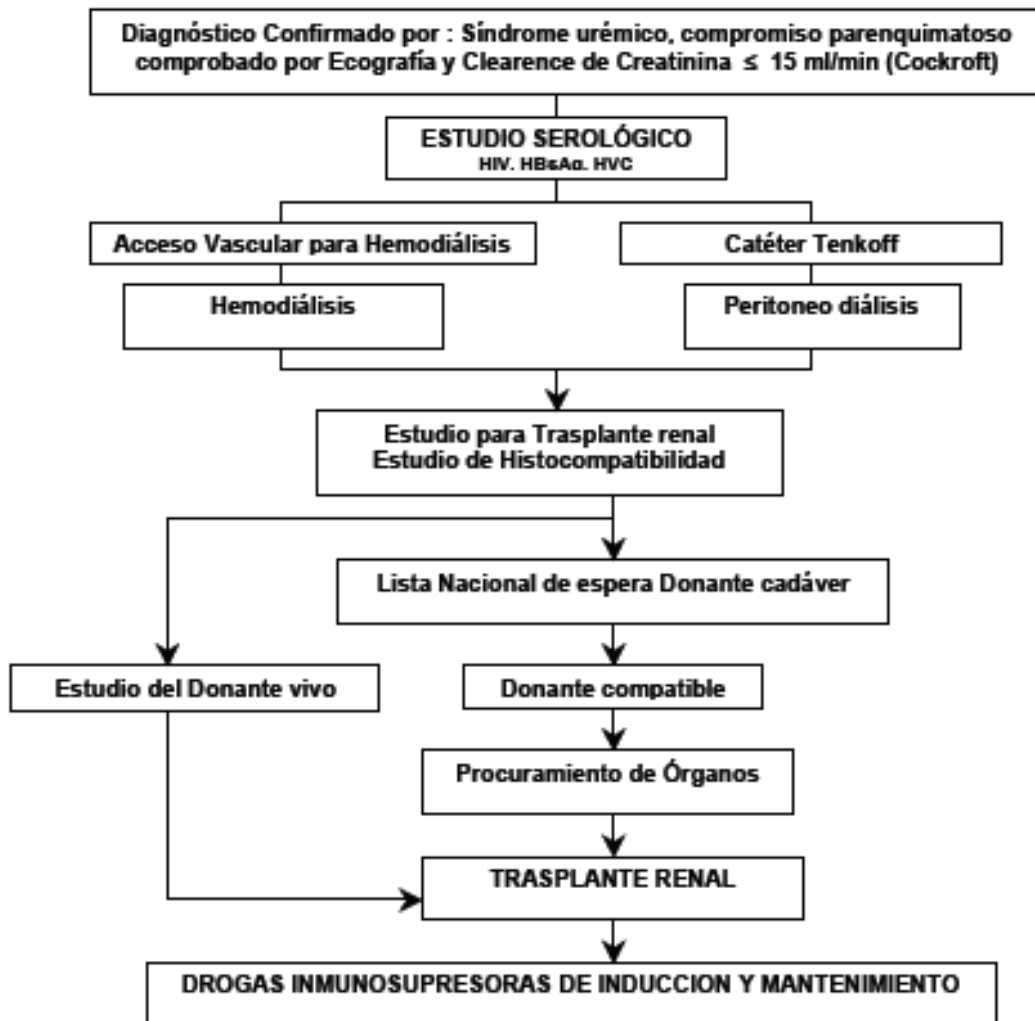 Diagnóstico Confirmado por : Síndrome urémico, compromiso parenquimatoso
comprobado por Ecografía y Clearence de Creatinina ≤ 15 ml/min (Cockroft)
ESTUDIO SEROLÓGICO
HIV. HBsAg. HVC
Acceso Vascular para Hemodiálisis
Catéter Tenkoff
Hemodiálisis
Peritoneo diálisis
Estudio para Trasplante renal
Estudio de Histocompatibilidad
Lista Nacional de espera Donante cadáver
Estudio del Donante vivo
Donante compatible
Procuramiento de Órganos
TRASPLANTE RENAL
DROGAS INMUNOSUPRESORAS DE INDUCCION Y MANTENIMIENTO